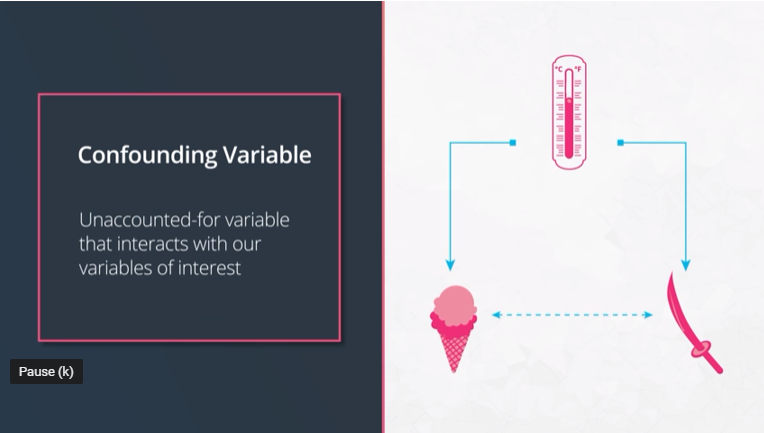 Confounding Variable
Unaccounted-for variable
that interacts with our
variables of interest
Pause (k)
°C °F